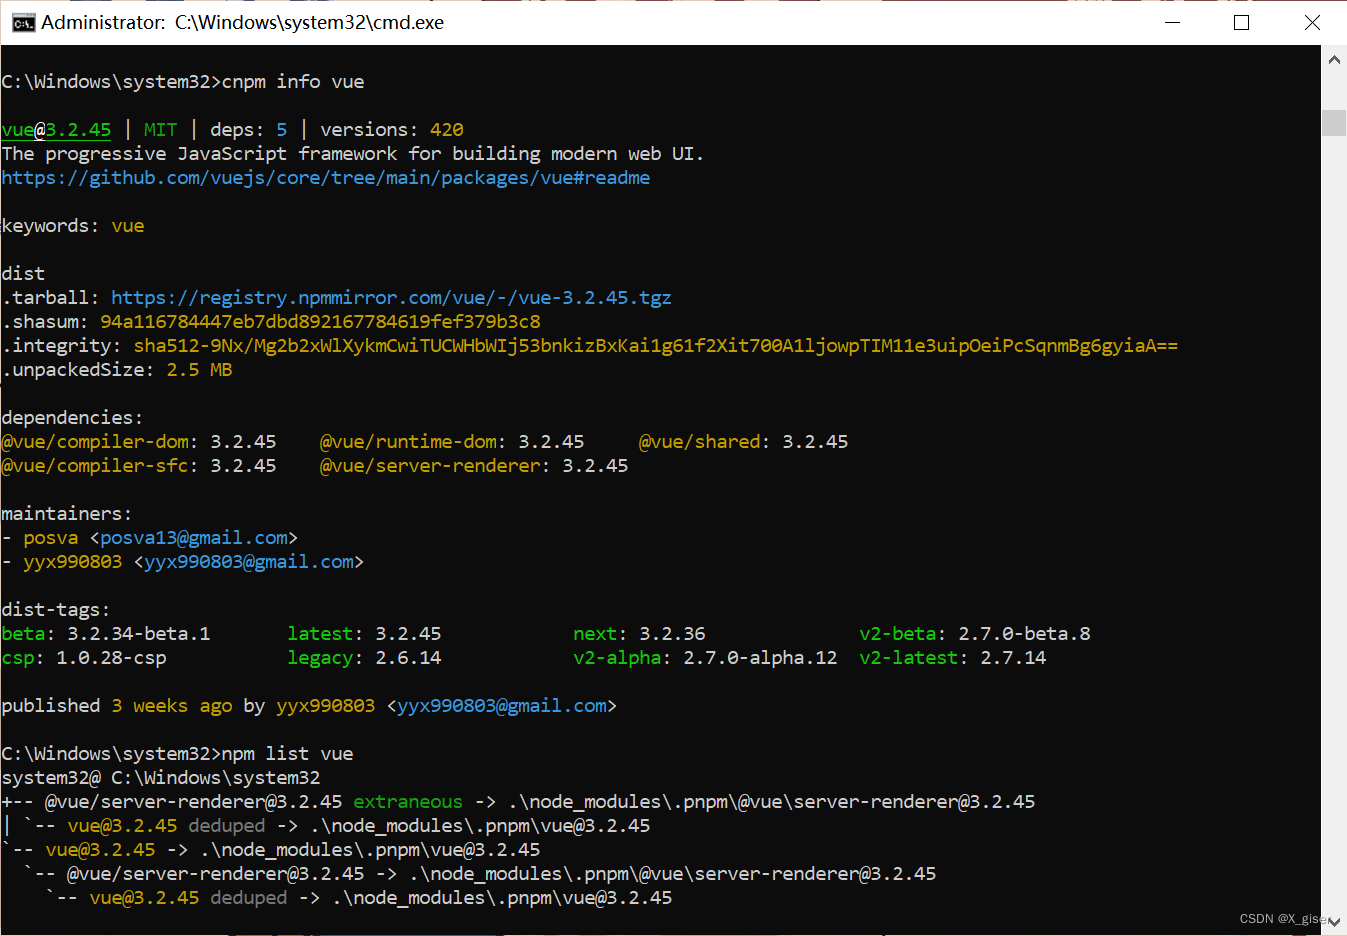 Administrator: C:\Windows\system32\cmd.exe
C:\Windows\system32>cnpm info vue
vue@3.2.45 | MIT | deps: 5 | versions: 420
The progressive JavaScript framework for building modern web UI.
https://github.com/vuejs/core/tree/main/packages/vue#readme
keywords: vue
dist
.tarball: https://registry.npmmirror.com/vue/-/vue-3.2.45.tgz
.shasum: 94a116784447eb7dbd892167784619fef379b3c8
.integrity: sha512-9Nx/Mg2b2xWlXykmCwiTUCWHbWIj53bnkizBxKai1g61f2Xit700A1ljowpTIM11e3uipOeiPcSqnmBg6gyiaA==
.unpackedSize: 2.5 MB
dependencies:
@vue/compiler-dom: 3.2.45    @vue/runtime-dom: 3.2.45    @vue/shared: 3.2.45
@vue/compiler-sfc: 3.2.45    @vue/server-renderer: 3.2.45
maintainers:
- posva <posva13@gmail.com>
- yyx990803 <yyx990803@gmail.com>
dist-tags:
beta: 3.2.34-beta.1    latest: 3.2.45    next: 3.2.36    v2-beta: 2.7.0-beta.8
csp: 1.0.28-csp    legacy: 2.6.14    v2-alpha: 2.7.0-alpha.12    v2-latest: 2.7.14
published 3 weeks ago by yyx990803 <yyx990803@gmail.com>
C:\Windows\system32>npm list vue
system32@ C:\Windows\system32
+-- @vue/server-renderer@3.2.45 extraneous -> .\node_modules\.pnpm\@vue\server-renderer@3.2.45
| `-- vue@3.2.45 deduped -> .\node_modules\.pnpm\vue@3.2.45
`-- vue@3.2.45 -> .\node_modules\.pnpm\vue@3.2.45
  `-- @vue/server-renderer@3.2.45 -> .\node_modules\.pnpm\@vue\server-renderer@3.2.45
    `-- vue@3.2.45 deduped -> .\node_modules\.pnpm\vue@3.2.45
CSDN @X_giser